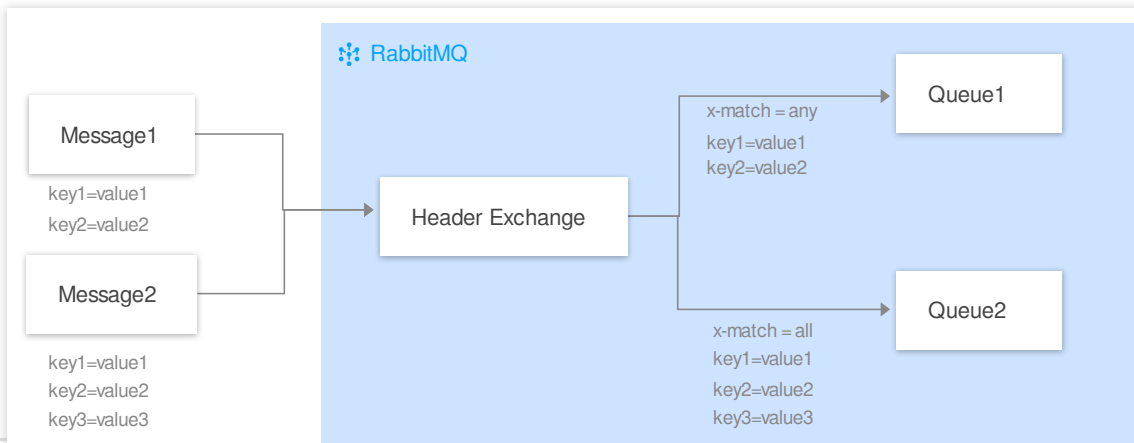 RabbitMQ
Message1
key1=value1
key2=value2
Message2
key1=value1
key2=value2
key3=value3
Header Exchange
x-match = any
key1=value1
key2=value2
Queue1
x-match = all
key1=value1
key2=value2
key3=value3
Queue2